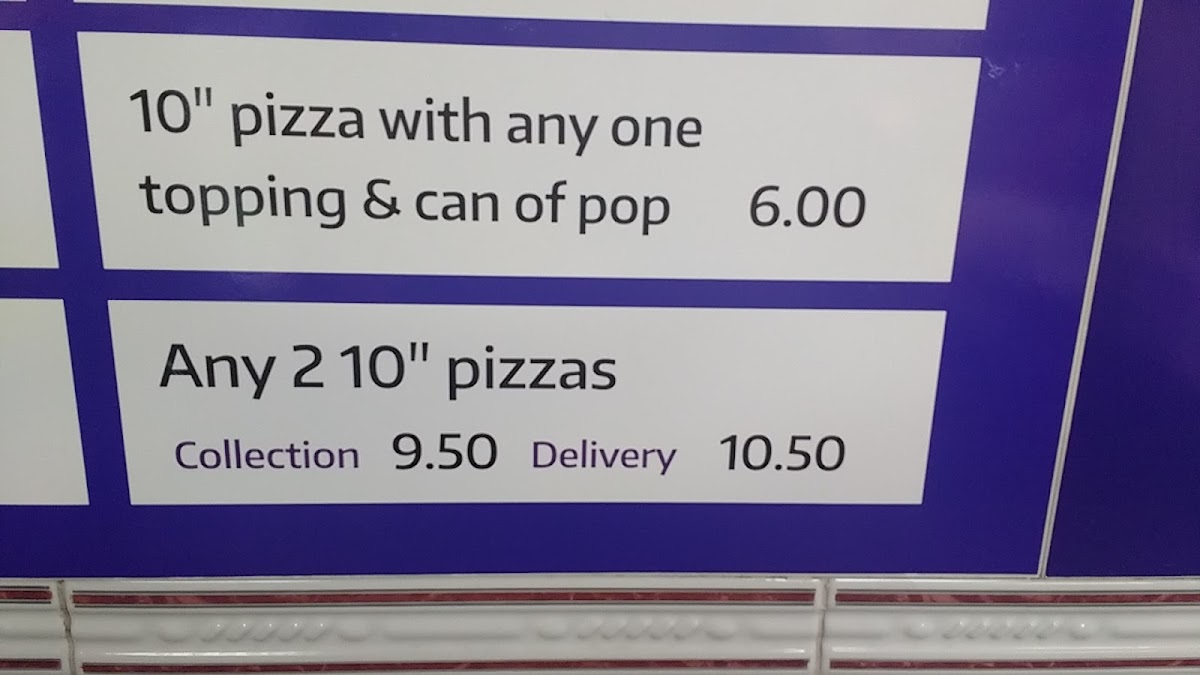 10" pizza with any one
topping & can of pop 6.00
Any 2 10" pizzas
Collection 9.50 Delivery 10.50